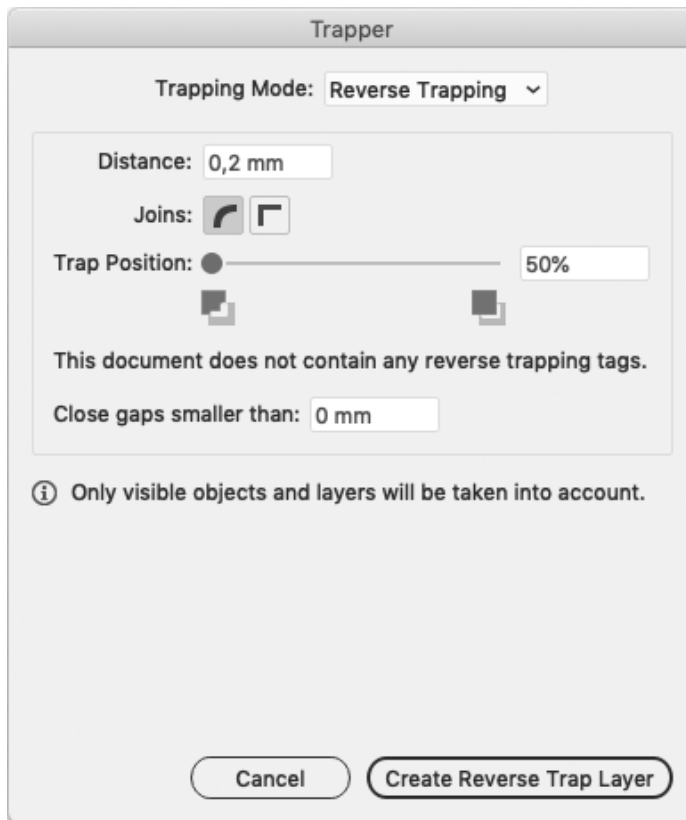 Trapper
Trapping Mode: Reverse Trapping
Distance: 0,2 mm
Joins:
Trap Position: 50%
This document does not contain any reverse trapping tags.
Close gaps smaller than: 0 mm
Only visible objects and layers will be taken into account.
Cancel Create Reverse Trap Layer